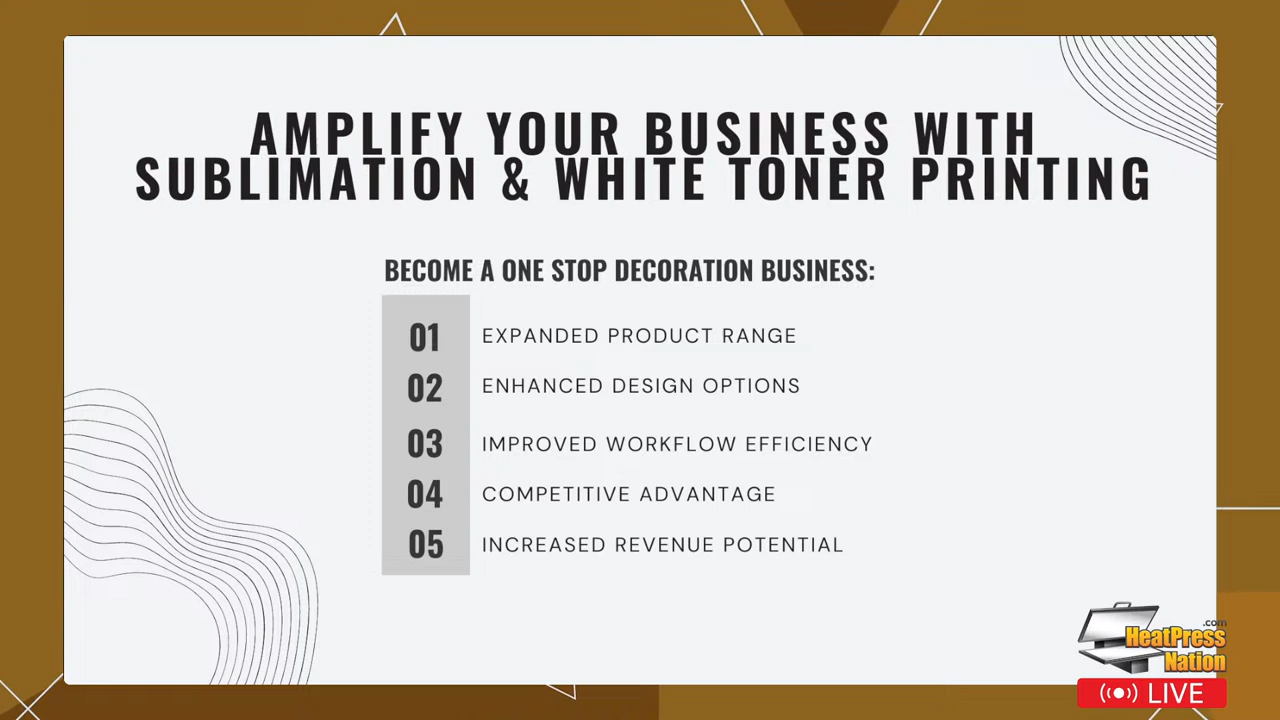 AMPLIFY YOUR BUSINESS WITH
SUBLIMATION & WHITE TONER PRINTING
BECOME A ONE STOP DECORATION BUSINESS:
01 EXPANDED PRODUCT RANGE
02 ENHANCED DESIGN OPTIONS
03 IMPROVED WORKFLOW EFFICIENCY
04 COMPETITIVE ADVANTAGE
05 INCREASED REVENUE POTENTIAL
.com
HeatPress
Nation
LIVE